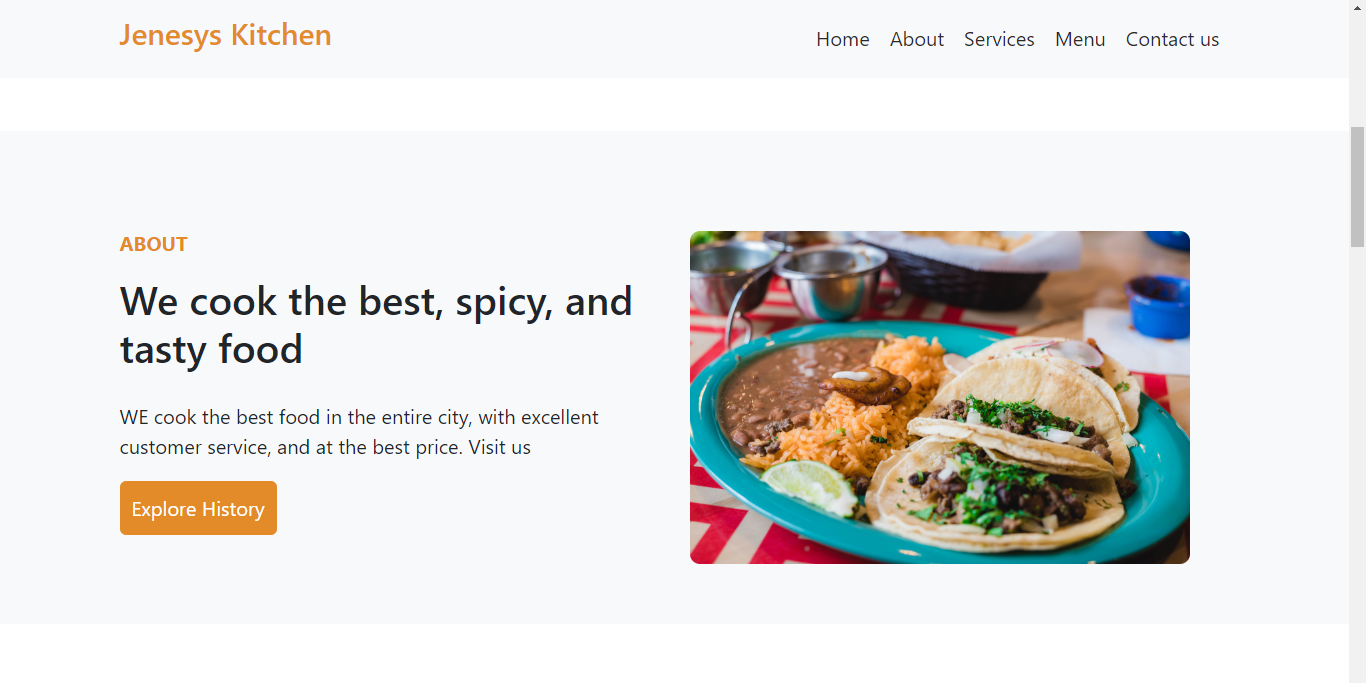 Jenesys Kitchen
Home About Services Menu Contact us
ABOUT
We cook the best, spicy, and
tasty food
WE cook the best food in the entire city, with excellent
customer service, and at the best price. Visit us
Explore History